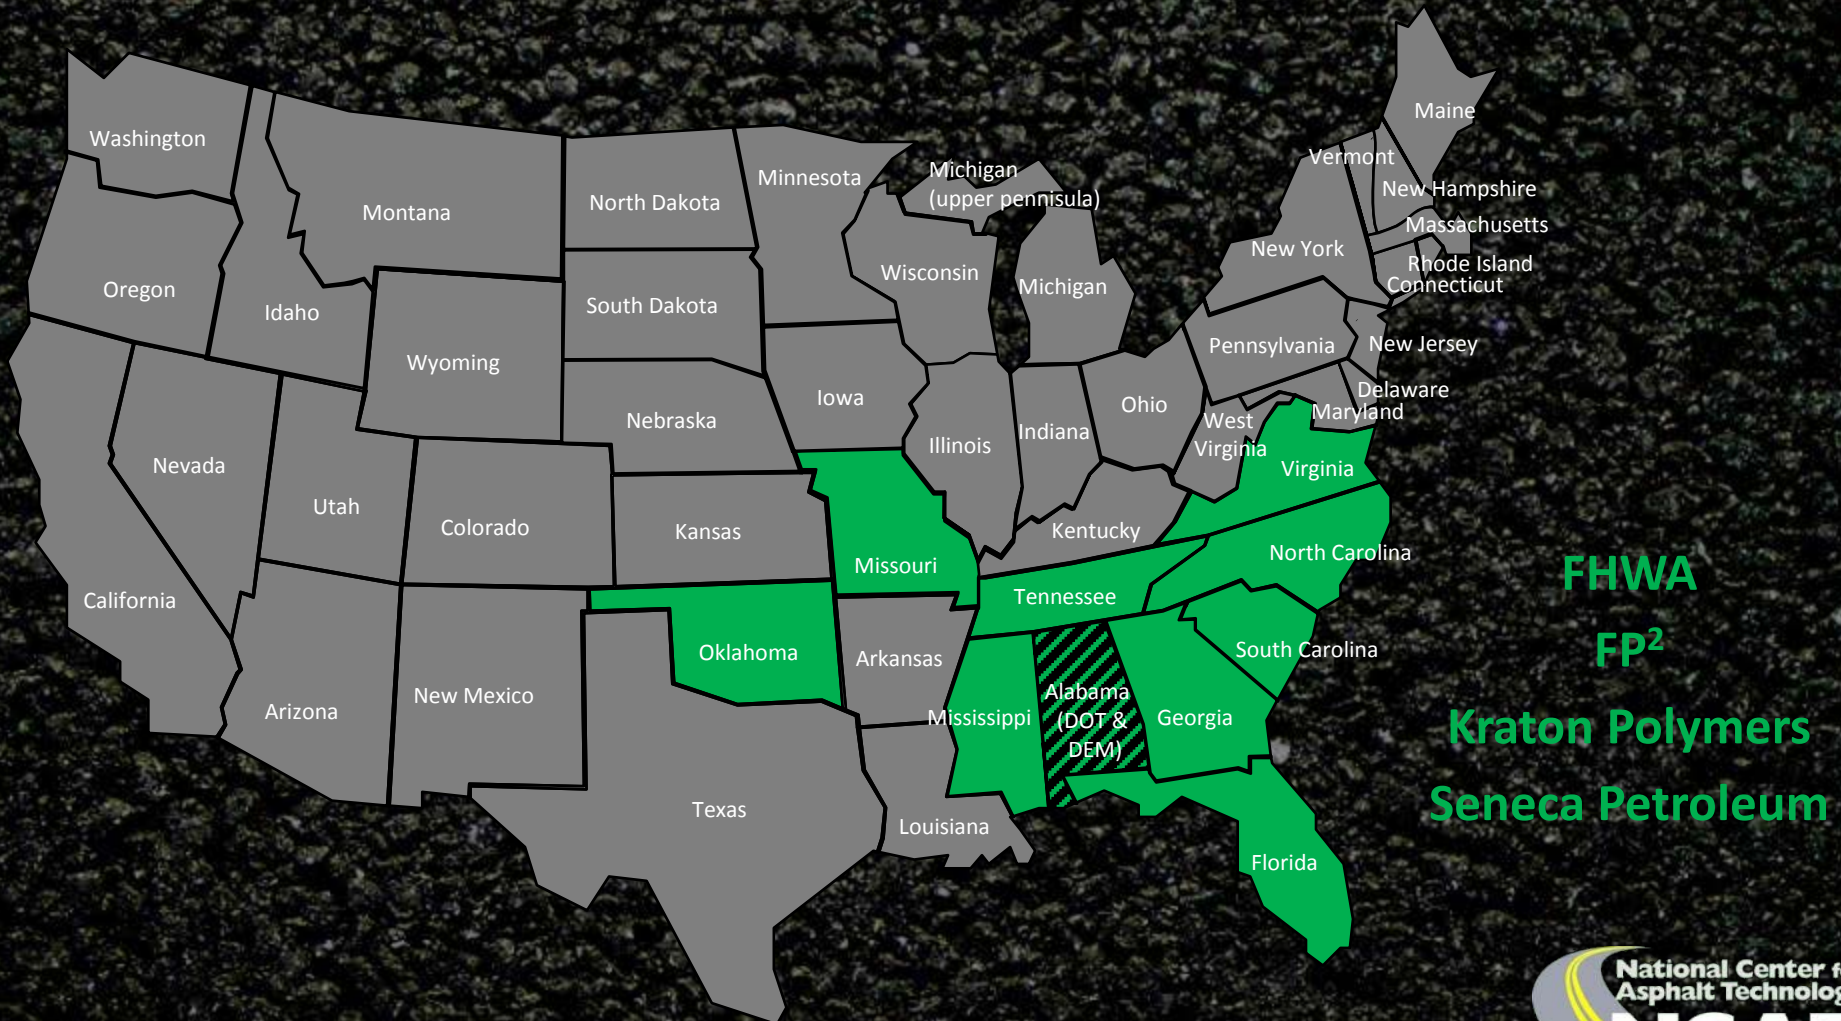 Washington
Oregon
California
Nevada
Idaho
Montana
Wyoming
Utah
Arizona
Colorado
New Mexico
North Dakota
South Dakota
Nebraska
Kansas
Oklahoma
Texas
Minnesota
Iowa
Missouri
Arkansas
Louisiana
Wisconsin
Illinois
Michigan
(upper pennisula)
Michigan
Indiana
Ohio
Kentucky
Tennessee
Mississippi
Alabama
(DOT &
DEM)
Georgia
Florida
South Carolina
North Carolina
Virginia
West
Virginia
Maryland
Delaware
Pennsylvania
New Jersey
New York
Connecticut
Rhode Island
Massachusetts
New Hampshire
Vermont
Maine
FHWA
FP²
Kraton Polymers
Seneca Petroleum
National Center
Asphalt